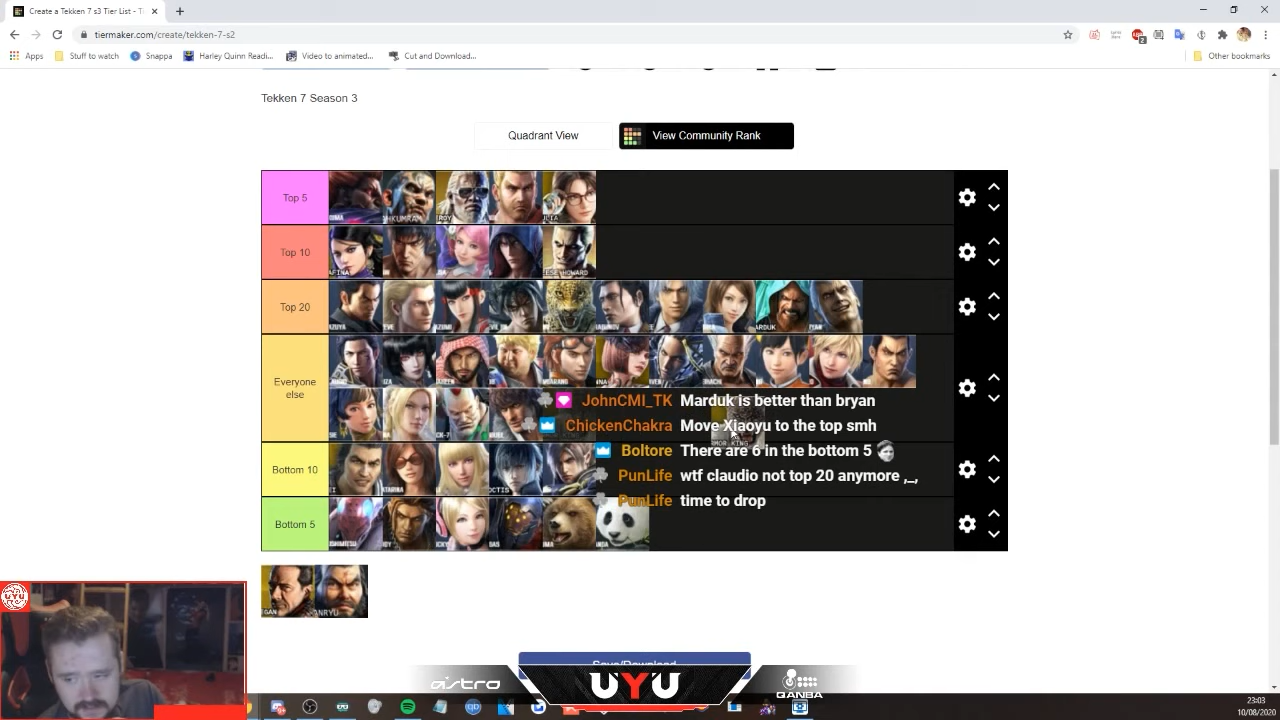 Create a Tekken 7 s3 Tier List - Ti
tiermaker.com/create/tekken-7-s2
Apps
Stuff to watch
Snappa
Harley Quinn Readi...
Video to animated...
Cut and Download...
Other bookmarks
Tekken 7 Season 3
Quadrant View
View Community Rank
Top 5
Top 10
Top 20
Everyone
else
JohnCMI_TK Marduk is better than bryan
ChickenChakra Move Xiaoyu to the top smh
Boltore There are 6 in the bottom 5
Bottom 10
PunLife wtf claudio not top 20 anymore ,_,
PunLife time to drop
Bottom 5
Save/Download
UYU
astro
UYU
QANBA
23:03
10/08/2020